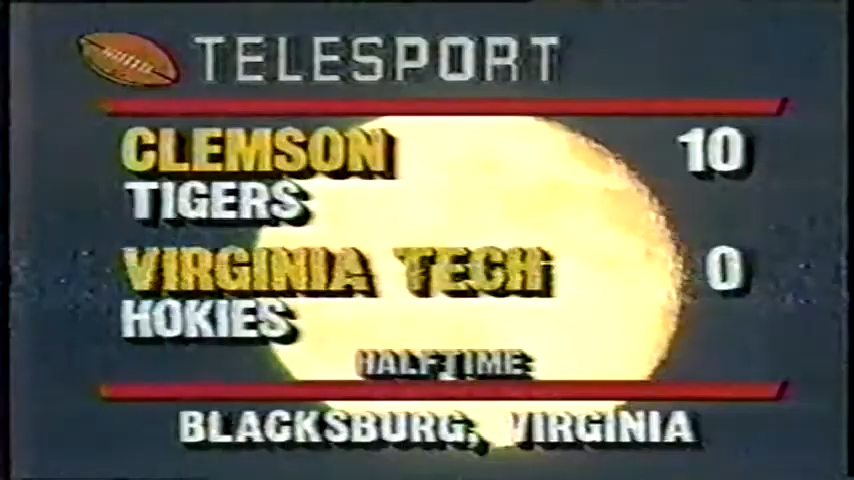 TELESPORT
CLEMSON 10
TIGERS
VIRGINIA TECH 0
HOKIES
HALFTIME
BLACKSBURG, VIRGINIA